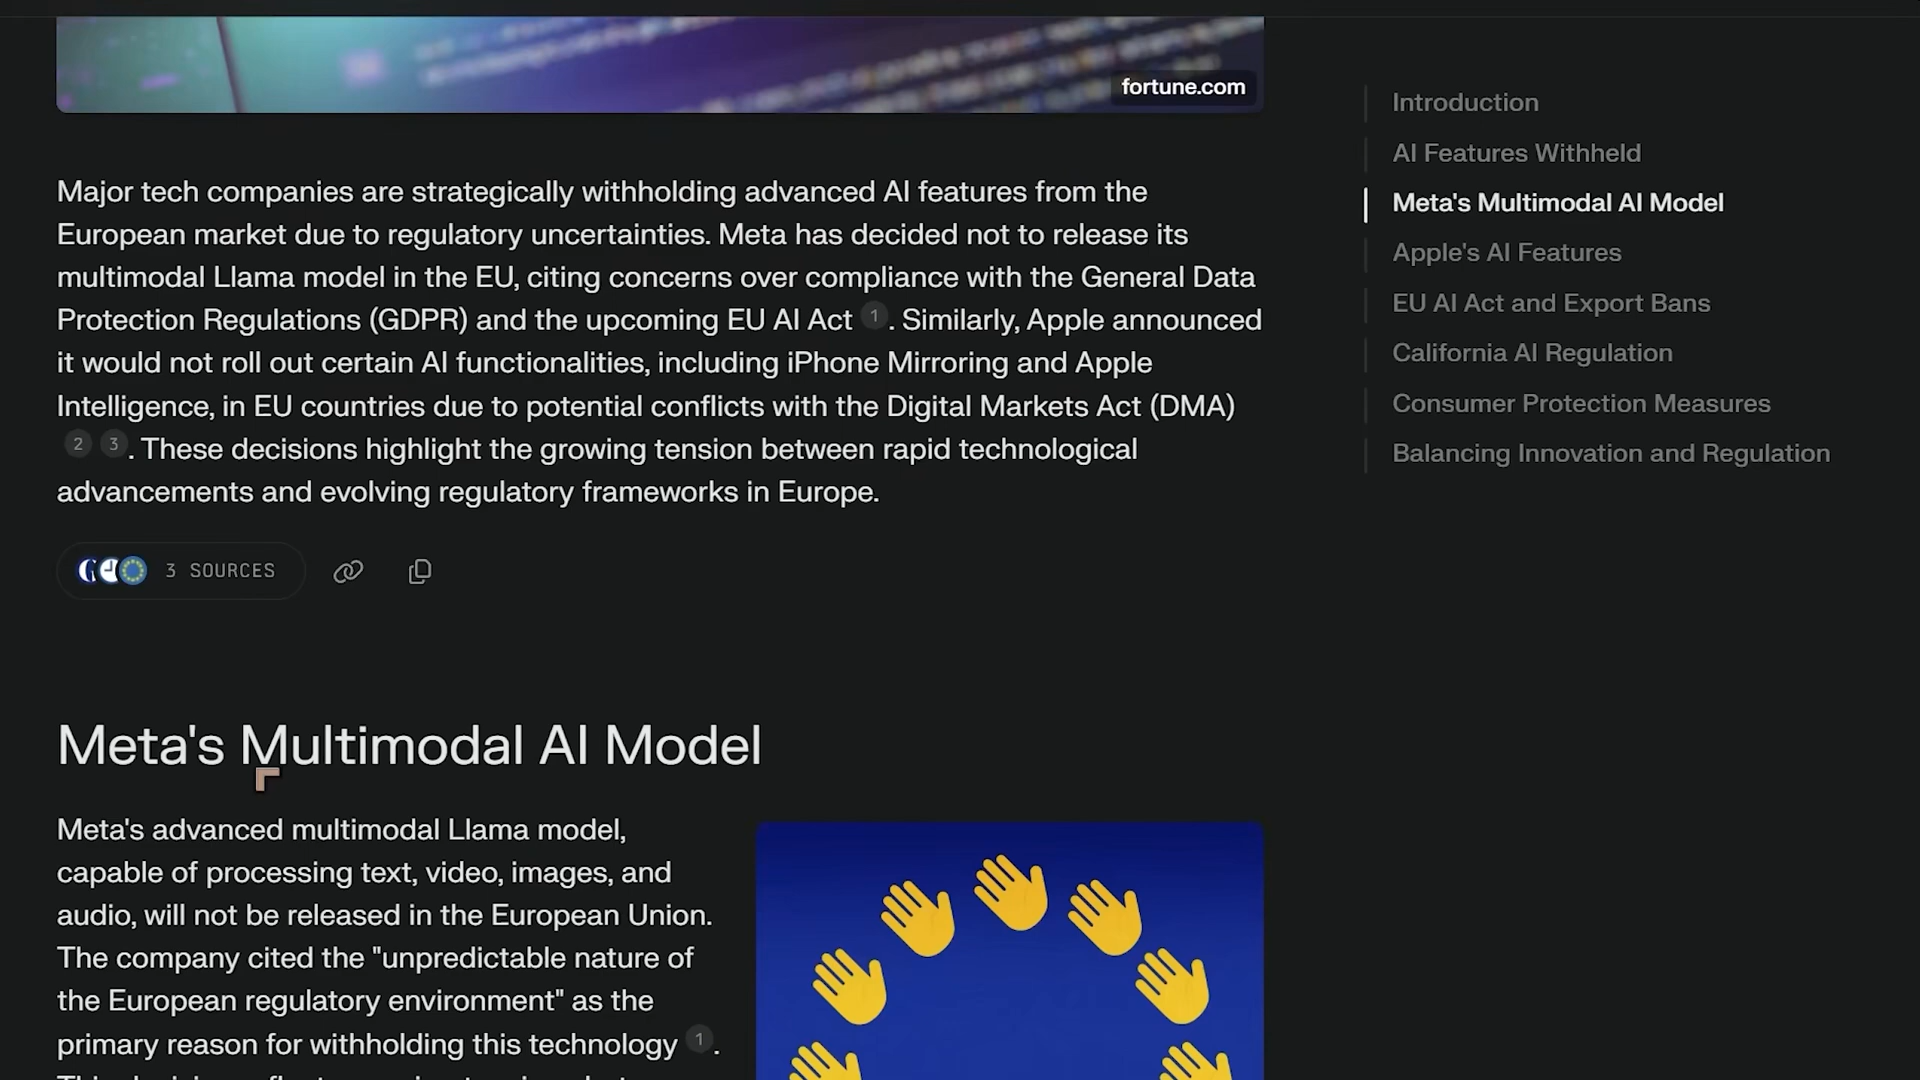 fortune.com
Major tech companies are strategically withholding advanced AI features from the
European market due to regulatory uncertainties. Meta has decided not to release its
multimodal Llama model in the EU, citing concerns over compliance with the General Data
Protection Regulations (GDPR) and the upcoming EU AI Act 1. Similarly, Apple announced
it would not roll out certain AI functionalities, including iPhone Mirroring and Apple
Intelligence, in EU countries due to potential conflicts with the Digital Markets Act (DMA)
2 3. These decisions highlight the growing tension between rapid technological
advancements and evolving regulatory frameworks in Europe.
3 SOURCES
Meta's Multimodal AI Model
Meta's advanced multimodal Llama model,
capable of processing text, video, images, and
audio, will not be released in the European Union.
The company cited the "unpredictable nature of
the European regulatory environment" as the
primary reason for withholding this technology 1.
Introduction
AI Features Withheld
Meta's Multimodal AI Model
Apple's AI Features
EU AI Act and Export Bans
California AI Regulation
Consumer Protection Measures
Balancing Innovation and Regulation